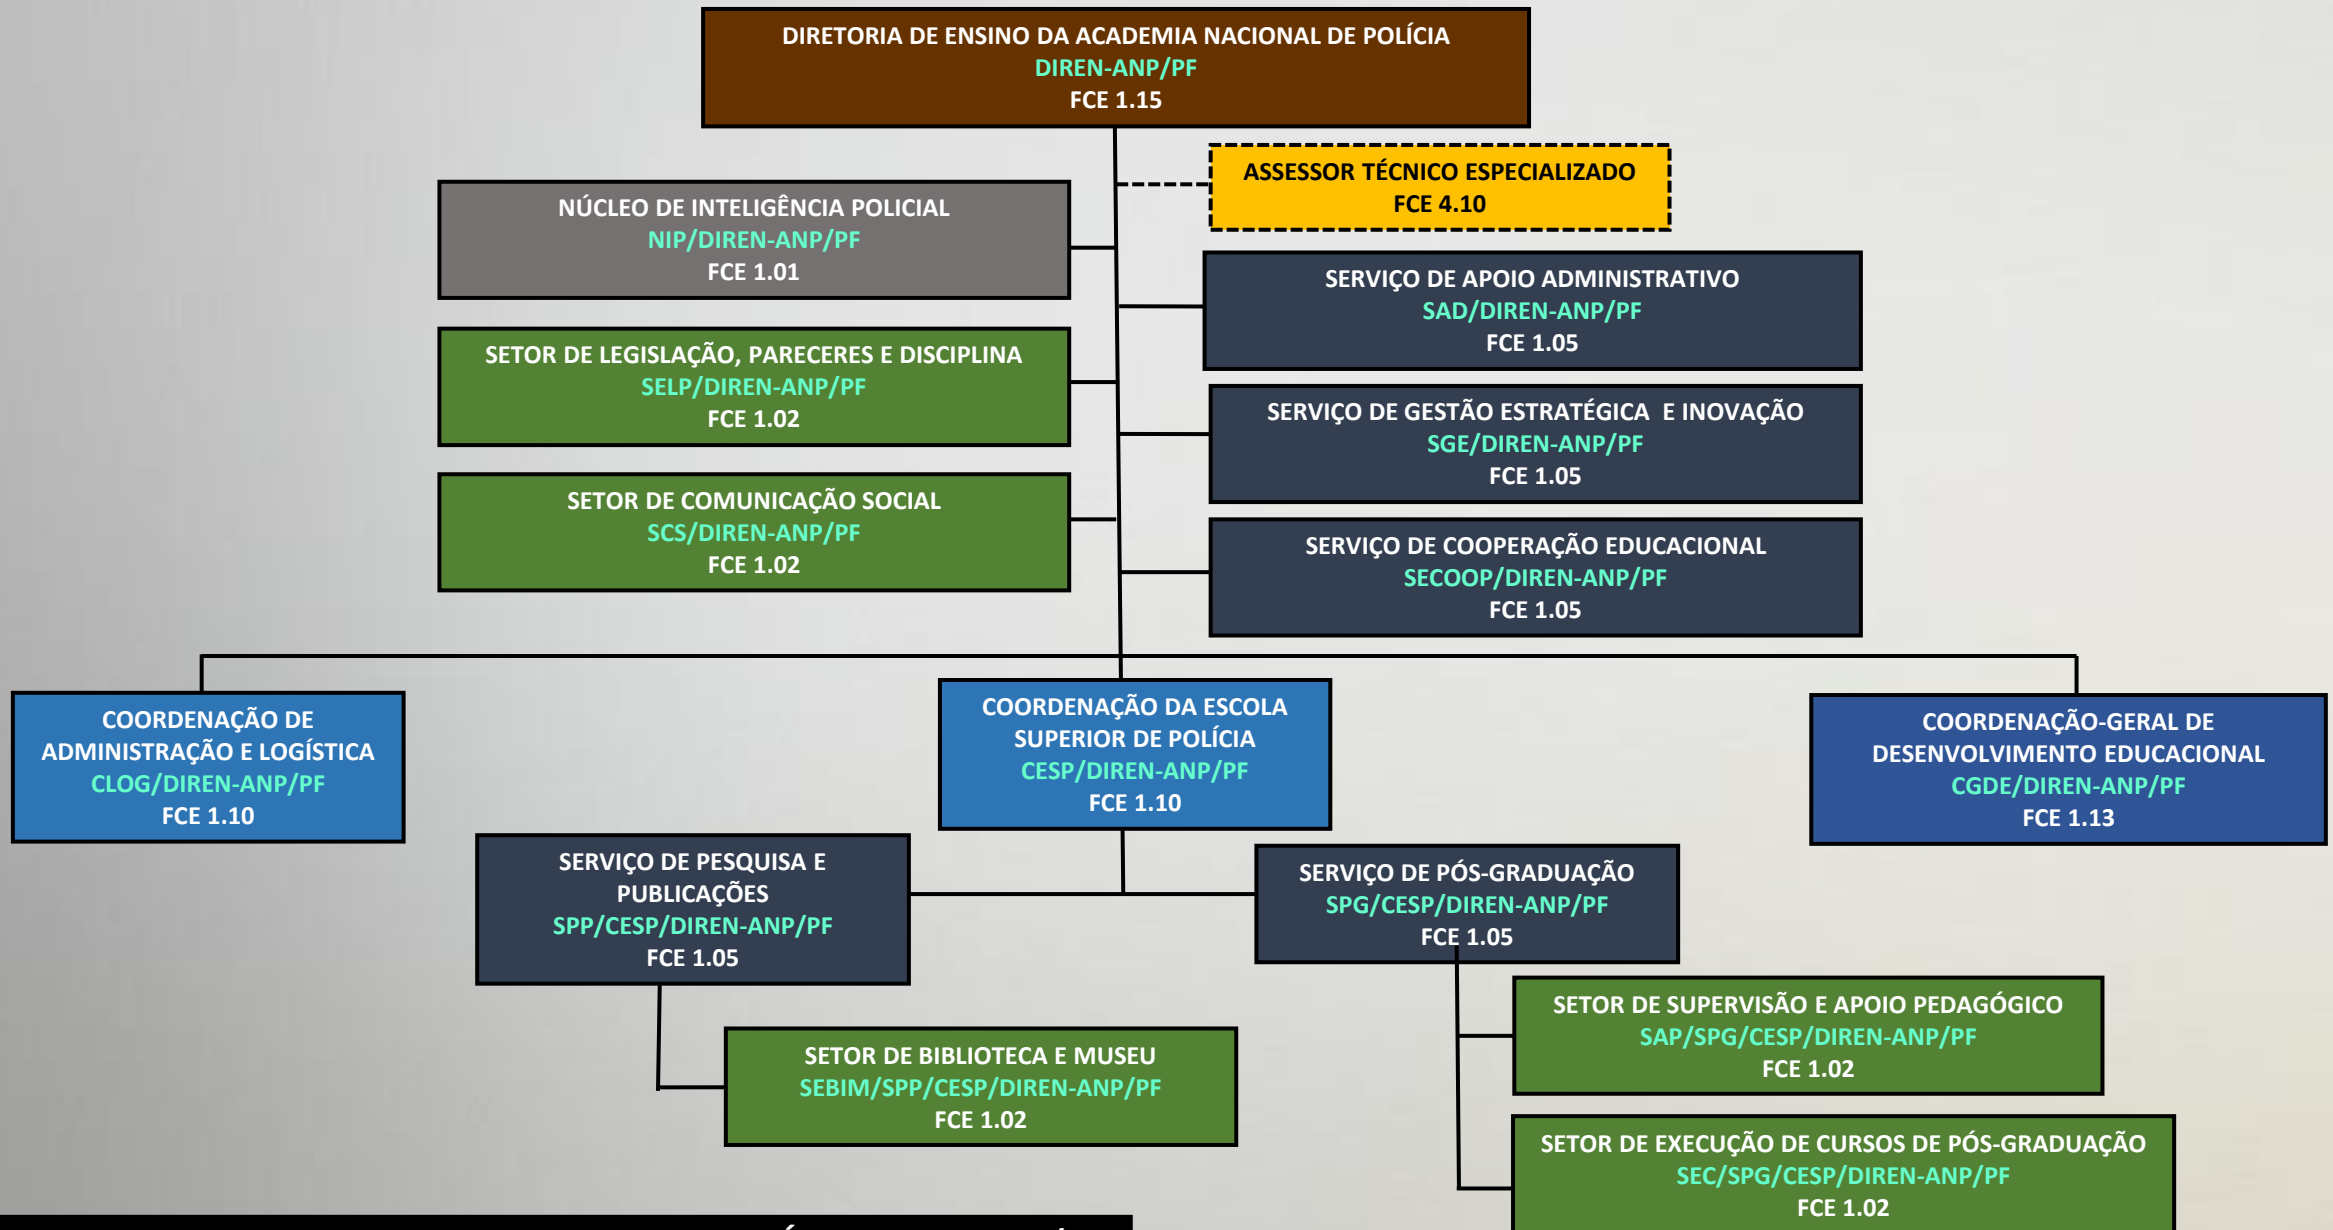 DIRETORIA DE ENSINO DA ACADEMIA NACIONAL DE POLÍCIA
DIREN-ANP/PF
FCE 1.15
ASSESSOR TÉCNICO ESPECIALIZADO
FCE 4.10
NÚCLEO DE INTELIGÊNCIA POLICIAL
NIP/DIREN-ANP/PF
FCE 1.01
SERVIÇO DE APOIO ADMINISTRATIVO
SAD/DIREN-ANP/PF
FCE 1.05
SETOR DE LEGISLAÇÃO, PARECERES E DISCIPLINA
SELP/DIREN-ANP/PF
FCE 1.02
SERVIÇO DE GESTÃO ESTRATÉGICA  E INOVAÇÃO
SGE/DIREN-ANP/PF
FCE 1.05
SETOR DE COMUNICAÇÃO SOCIAL
SCS/DIREN-ANP/PF
FCE 1.02
SERVIÇO DE COOPERAÇÃO EDUCACIONAL
SECOOP/DIREN-ANP/PF
FCE 1.05
COORDENAÇÃO DE
ADMINISTRAÇÃO E LOGÍSTICA
CLOG/DIREN-ANP/PF
FCE 1.10
COORDENAÇÃO DA ESCOLA
SUPERIOR DE POLÍCIA
CESP/DIREN-ANP/PF
FCE 1.10
COORDENAÇÃO-GERAL DE
DESENVOLVIMENTO EDUCACIONAL
CGDE/DIREN-ANP/PF
FCE 1.13
SERVIÇO DE PESQUISA E
PUBLICAÇÕES
SPP/CESP/DIREN-ANP/PF
FCE 1.05
SERVIÇO DE PÓS-GRADUAÇÃO
SPG/CESP/DIREN-ANP/PF
FCE 1.05
SETOR DE BIBLIOTECA E MUSEU
SEBIM/SPP/CESP/DIREN-ANP/PF
FCE 1.02
SETOR DE SUPERVISÃO E APOIO PEDAGÓGICO
SAP/SPG/CESP/DIREN-ANP/PF
FCE 1.02
SETOR DE EXECUÇÃO DE CURSOS DE PÓS-GRADUAÇÃO
SEC/SPG/CESP/DIREN-ANP/PF
FCE 1.02